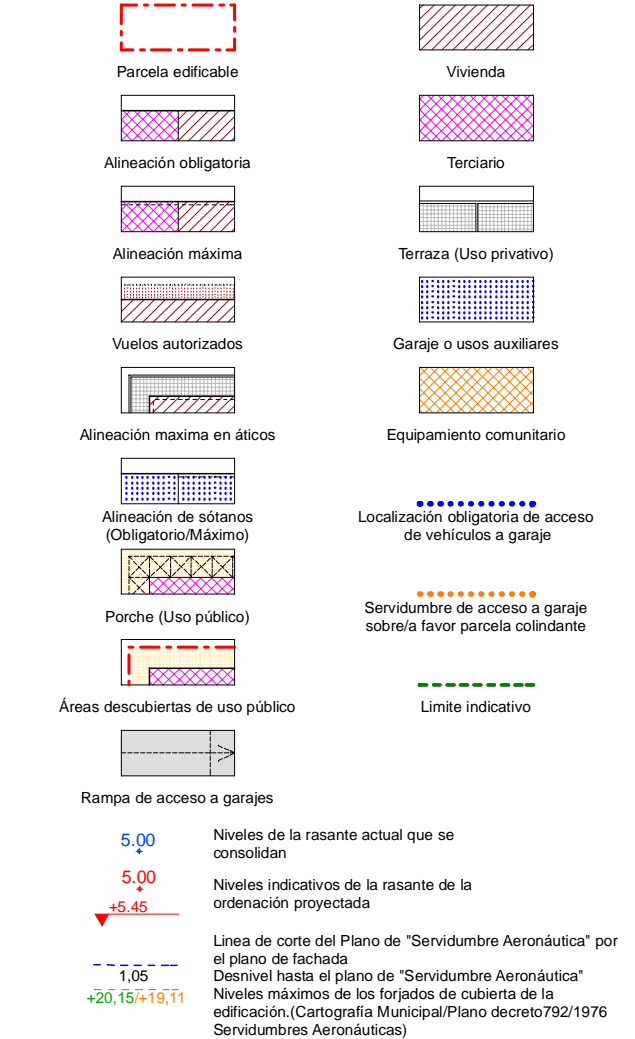 Parcela edificable
Vivienda
Alineación obligatoria
Terciario
Alineación máxima
Terraza (Uso privativo)
Vuelos autorizados
Garaje o usos auxiliares
Alineación maxima en áticos
Equipamiento comunitario
Alineación de sótanos
(Obligatorio/Máximo)
Localización obligatoria de acceso
de vehículos a garaje
Porche (Uso público)
Servidumbre de acceso a garaje
sobre/a favor parcela colindante
Áreas descubiertas de uso público
Limite indicativo
Rampa de acceso a garajes
5.00
Niveles de la rasante actual que se
consolidan
5.00
Niveles indicativos de la rasante de la
ordenación proyectada
+5.45
Linea de corte del Plano de "Servidumbre Aeronáutica" por
el plano de fachada
1,05
Desnivel hasta el plano de "Servidumbre Aeronáutica"
+20,15/+19,11
Niveles máximos de los forjados de cubierta de la
edificación.(Cartografía Municipal/Plano decreto792/1976
Servidumbres Aeronáuticas)